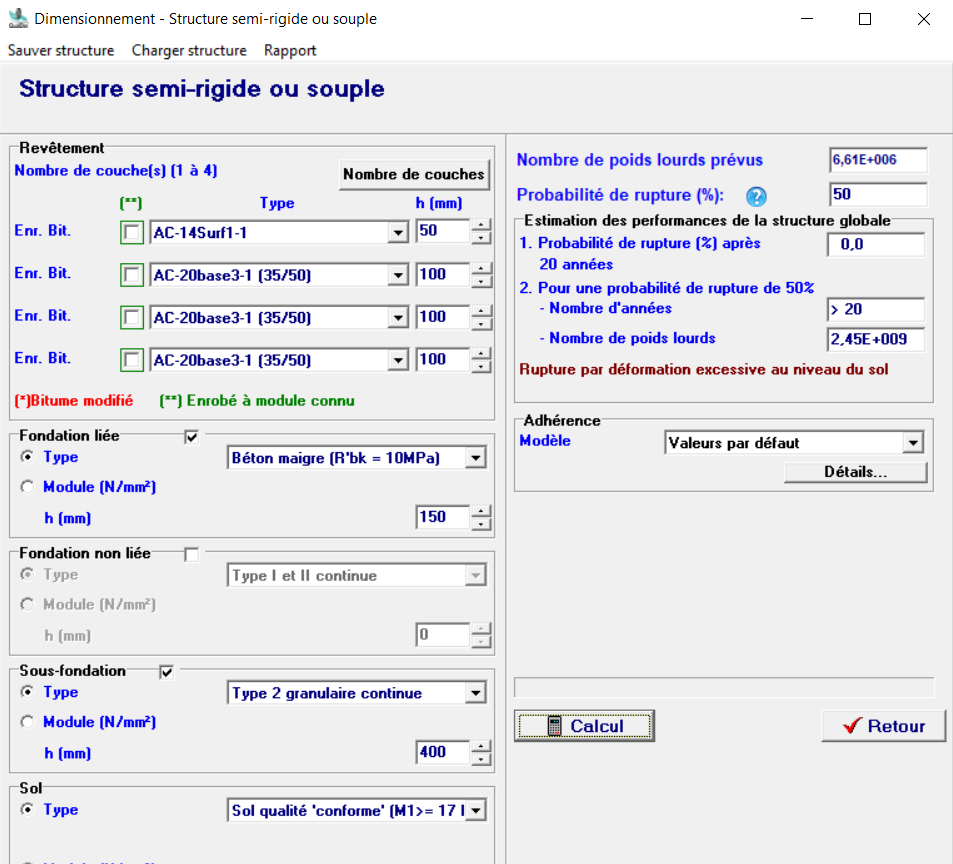 Dimensionnement - Structure semi-rigide ou souple
Sauver structure Charger structure Rapport
Structure semi-rigide ou souple
Revêtement
Nombre de couche(s) (1 à 4)
Nombre de couches
(**) Type h (mm)
Enr. Bit. AC-14Surf1-1 50
Enr. Bit. AC-20base3-1 (35/50) 100
Enr. Bit. AC-20base3-1 (35/50) 100
Enr. Bit. AC-20base3-1 (35/50) 100
(*)Bitume modifié (**) Enrobé à module connu
Fondation liée
Type Béton maigre (R'bk = 10MPa)
Module (N/mm²)
h (mm) 150
Fondation non liée
Type Type I et II continue
Module (N/mm²)
h (mm) 0
Sous-fondation
Type Type 2 granulaire continue
Module (N/mm²)
h (mm) 400
Sol
Type Sol qualité 'conforme' (M1>= 17
Nombre de poids lourds prévus 6,61E+006
Probabilité de rupture (%): ? 50
Estimation des performances de la structure globale
1. Probabilité de rupture (%) après 0,0
20 années
2. Pour une probabilité de rupture de 50%
- Nombre d'années > 20
- Nombre de poids lourds 2,45E+009
Rupture par déformation excessive au niveau du sol
Adhérence
Modèle Valeurs par défaut
Détails...
Calcul Retour